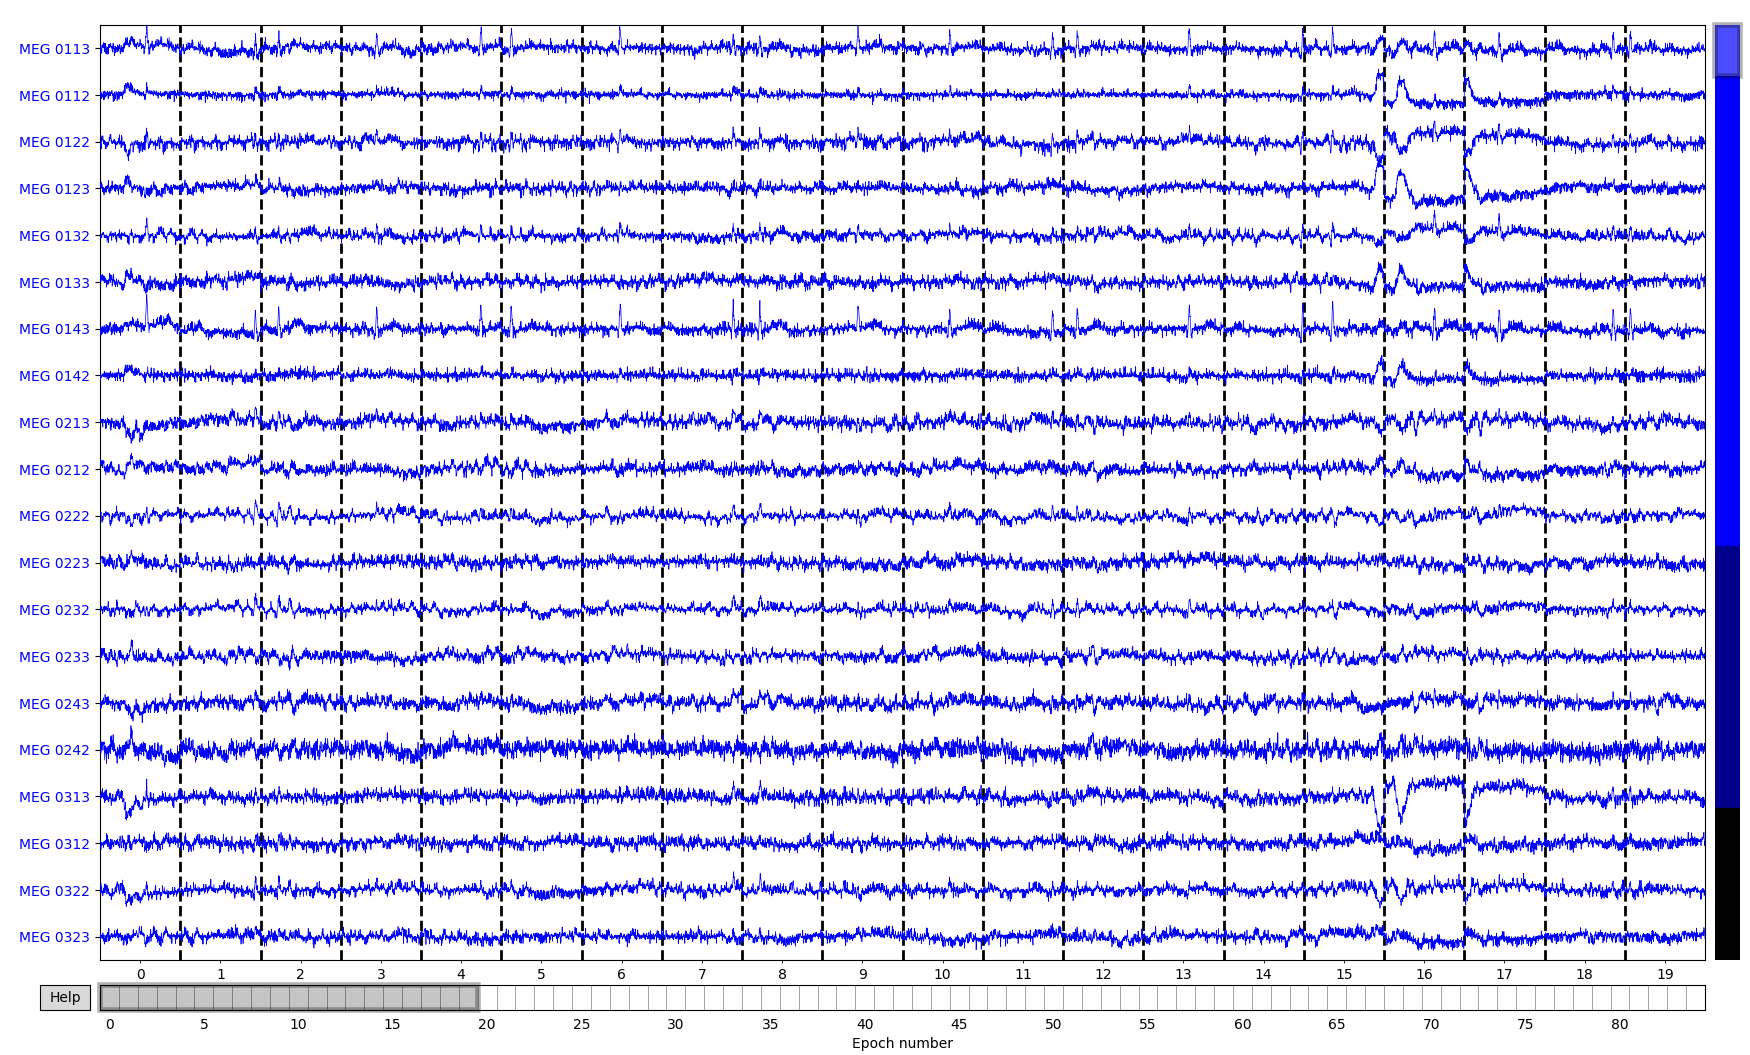 MEG 0113
MEG 0112
MEG 0122
MEG 0123
MEG 0132
MEG 0133
MEG 0143
MEG 0142
MEG 0213
MEG 0212
MEG 0222
MEG 0223
MEG 0232
MEG 0233
MEG 0243
MEG 0242
MEG 0313
MEG 0312
MEG 0322
MEG 0323
0 1 2 3 4 5 6 7 8 9 10 11 12 13 14 15 16 17 18 19
Help
0 5 10 15 20 25 30 35 40 45 50 55 60 65 70 75 80
Epoch number